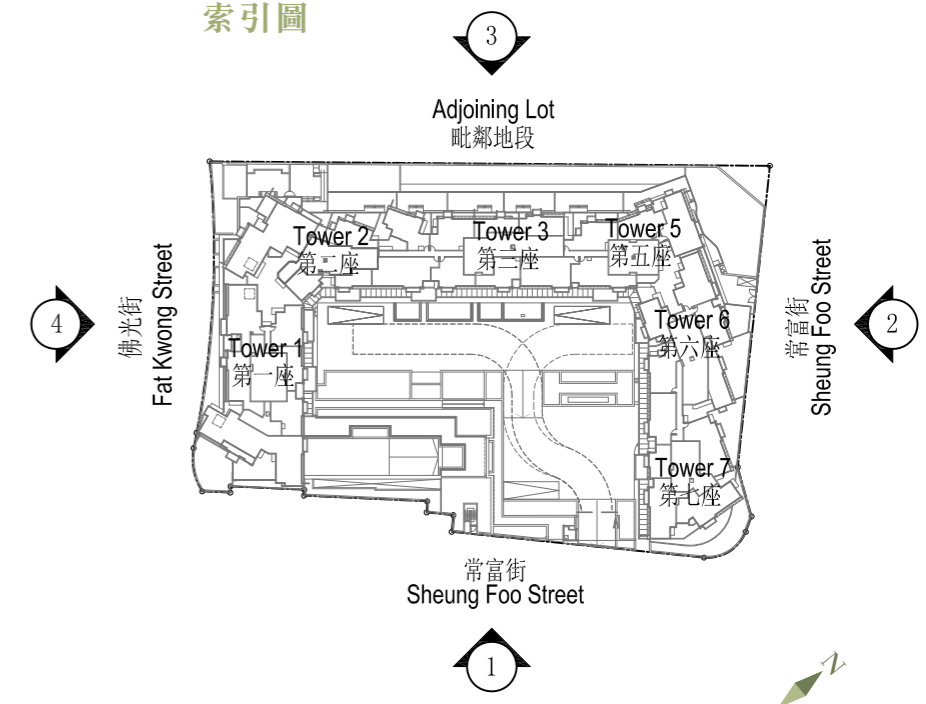 索引圖
3
Adjoining Lot
毗鄰地段
Tower 2
第二座
Tower 3
第三座
Tower 5
第五座
4
佛光街
Fat Kwong Street
Tower 1
第一座
Tower 6
第六座
常富街
Sheung Foo Street
2
Tower 7
第七座
常富街
Sheung Foo Street
1
N